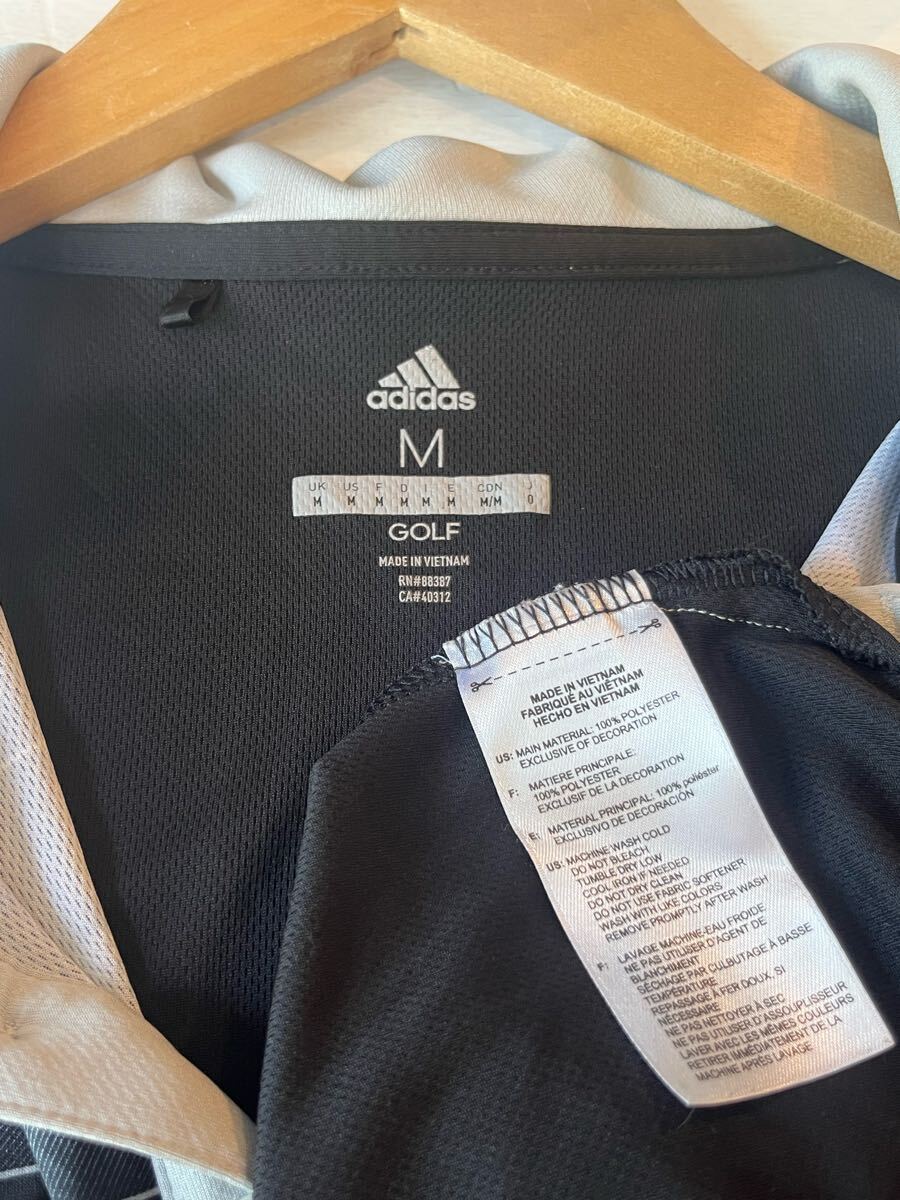 adidas
M
UK US F D I E CDN J
M M M M M M M/M O
GOLF
MADE IN VIETNAM
RN#88387
CA#40312
MADE IN VIETNAM
FABRIQUÉ AU VIÊTNAM
HECHO EN VIETNAM
US: MAIN MATERIAL: 100% POLYESTER
EXCLUSIVE OF DECORATION
F: MATIERE PRINCIPALE:
100% POLYESTER
EXCLUSIF DE LA DECORATION
E: MATERIAL PRINCIPAL: 100% poliéster
EXCLUSIVO DE DECORACIÓN
US: MACHINE WASH COLD
DO NOT BLEACH
TUMBLE DRY LOW
COOL IRON IF NEEDED
DO NOT DRY CLEAN
DO NOT USE FABRIC SOFTENER
WASH WITH LIKE COLORS
REMOVE PROMPTLY AFTER WASH
F: LAVAGE MACHINE-EAU FROIDE
NE PAS UTILISER D'AGENT DE
BLANCHIMENT
SÉCHAGE PAR CULBUTAGE À BASSE
TEMPÉRATURE
REPASSAGE À FER DOUX, SI
NÉCESSAIRE
NE PAS NETTOYER À SEC
NE PAS UTILISER D'ASSOUPLISSEUR
LAVER AVEC LES MÊMES COULEURS
RETIRER IMMÉDIATEMENT DE LA
MACHINE APRÈS LAVAGE